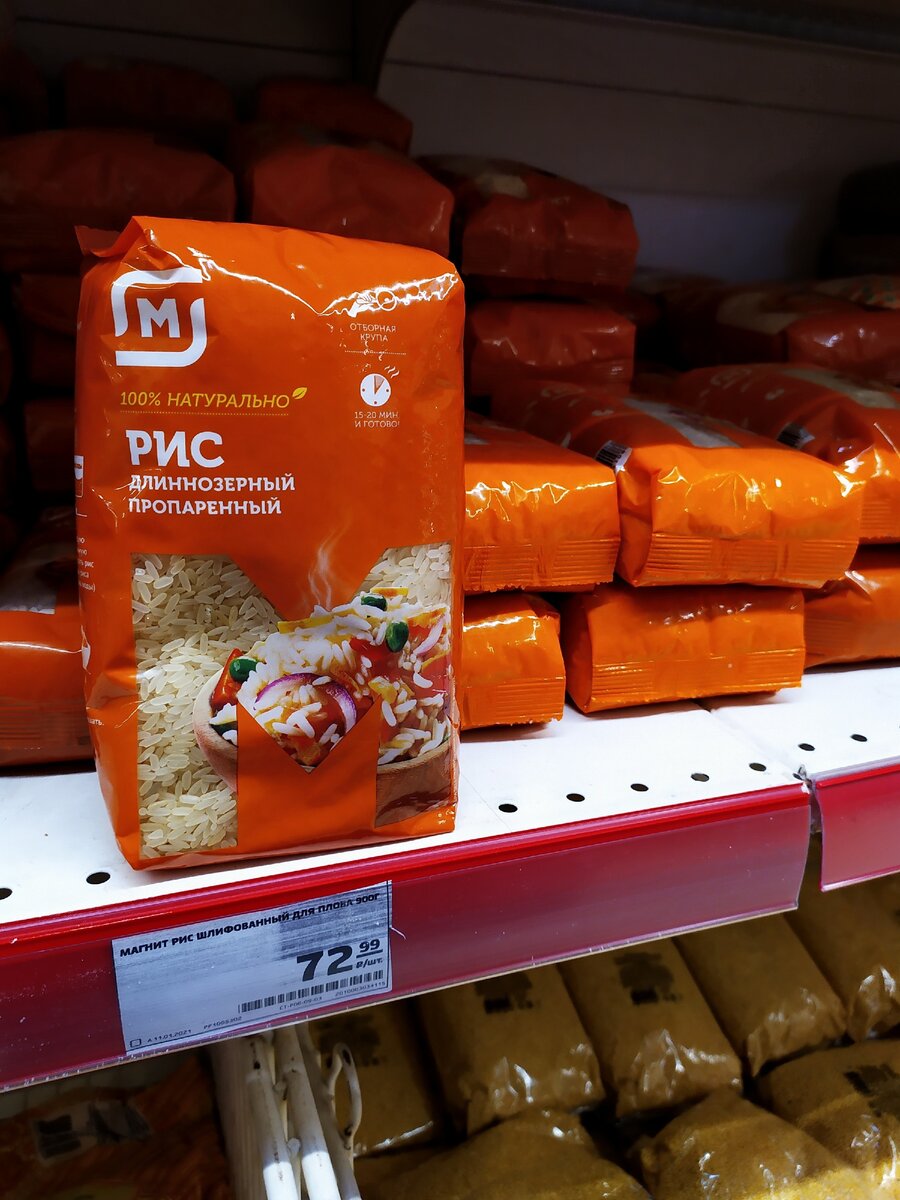 М
ОТБОРНАЯ
КРУПА
100% НАТУРАЛЬНО
15-20 МИН
И ГОТОВО!
РИС
ДЛИННОЗЕРНЫЙ
ПРОПАРЕННЫЙ
рис
МАГНИТ РИС ШЛИФОВАННЫЙ ДЛЯ ПЛОВА 900Г
72 99
₽/шт.